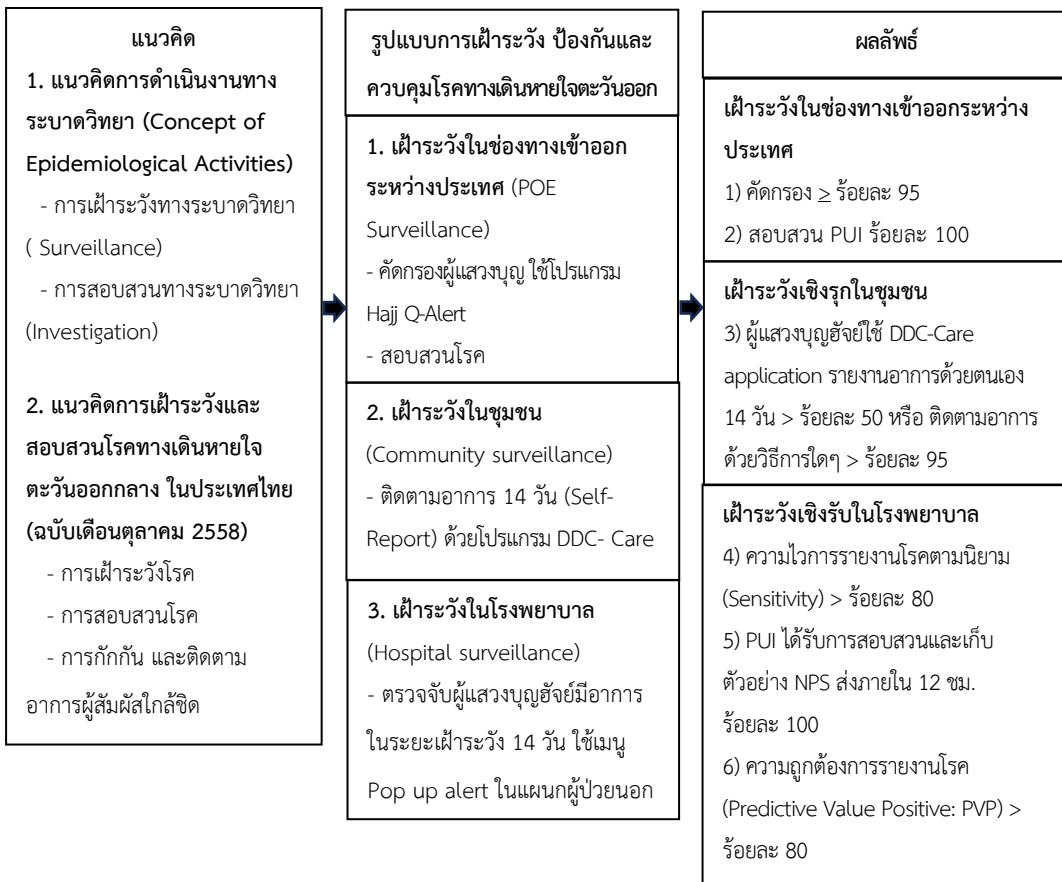 แนวคิด
1. แนวคิดการดำเนินงานทาง
ระบาดวิทยา (Concept of
Epidemiological Activities)
- การเฝ้าระวังทางระบาดวิทยา
( Surveillance)
- การสอบสวนทางระบาดวิทยา
(Investigation)
2. แนวคิดการเฝ้าระวังและ
สอบสวนโรคทางเดินหายใจ
ตะวันออกกลาง ในประเทศไทย
(ฉบับเดือนตุลาคม 2558)
- การเฝ้าระวังโรค
- การสอบสวนโรค
- การกักกัน และติดตาม
อาการผู้สัมผัสใกล้ชิด
รูปแบบการเฝ้าระวัง ป้องกันและ
ควบคุมโรคทางเดินหายใจตะวันออก
1. เฝ้าระวังในช่องทางเข้าออก
ระหว่างประเทศ (POE
Surveillance)
- คัดกรองผู้แสวงบุญ ใช้โปรแกรม
Hajj Q-Alert
- สอบสวนโรค
2. เฝ้าระวังในชุมชน
(Community surveillance)
- ติดตามอาการ 14 วัน (Self-
Report) ด้วยโปรแกรม DDC- Care
3. เฝ้าระวังในโรงพยาบาล
(Hospital surveillance)
- ตรวจจับผู้แสวงบุญฮัจย์มีอาการ
ในระยะเฝ้าระวัง 14 วัน ใช้เมนู
Pop up alert ในแผนกผู้ป่วยนอก
ผลลัพธ์
เฝ้าระวังในช่องทางเข้าออกระหว่าง
ประเทศ
1) คัดกรอง ≥ ร้อยละ 95
2) สอบสวน PUI ร้อยละ 100
เฝ้าระวังเชิงรุกในชุมชน
3) ผู้แสวงบุญฮัจย์ใช้ DDC-Care
application รายงานอาการด้วยตนเอง
14 วัน > ร้อยละ 50 หรือ ติดตามอาการ
ด้วยวิธีการใดๆ > ร้อยละ 95
เฝ้าระวังเชิงรับในโรงพยาบาล
4) ความไวการรายงานโรคตามนิยาม
(Sensitivity) > ร้อยละ 80
5) PUI ได้รับการสอบสวนและเก็บ
ตัวอย่าง NPS ส่งภายใน 12 ชม.
ร้อยละ 100
6) ความถูกต้องการรายงานโรค
(Predictive Value Positive: PVP) >
ร้อยละ 80